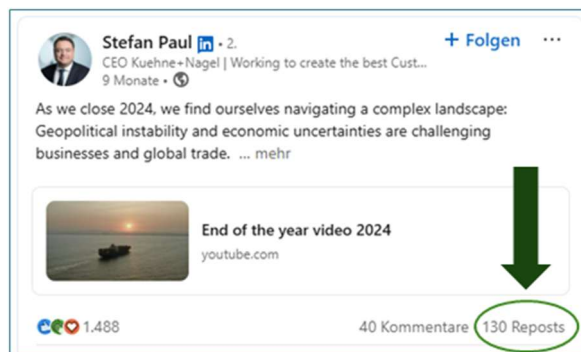 Stefan Paul in • 2.
+ Folgen
CEO Kuehne+Nagel | Working to create the best Cust...
9 Monate •
As we close 2024, we find ourselves navigating a complex landscape:
Geopolitical instability and economic uncertainties are challenging
businesses and global trade. ... mehr
End of the year video 2024
youtube.com
1.488
40 Kommentare
130 Reposts